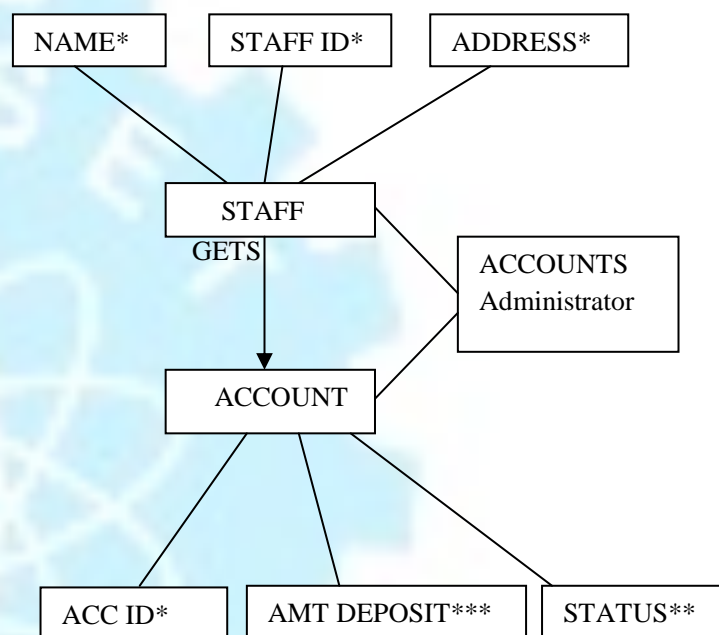 NAME*
STAFF ID*
ADDRESS*
STAFF
GETS
ACCOUNTS
Administrator
ACCOUNT
ACC ID*
AMT DEPOSIT***
STATUS**